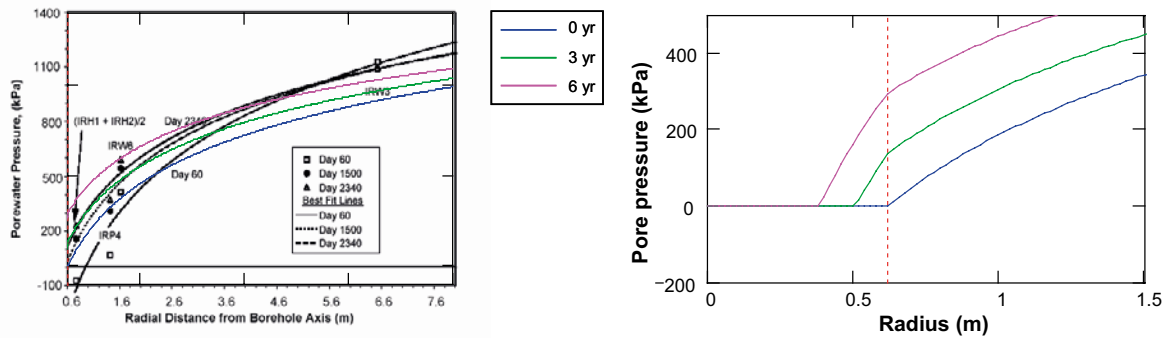 Porewater Pressure, (kPa)
1400
1100
800
500
200
-100
0.6
1.6
2.6
3.6
4.6
5.6
6.6
7.6
Radial Distance from Borehole Axis (m)
(IRH1 + IRH2)/2
Day 2340
IRW3
IRW6
Day 60
IRP4
Day 60
Day 1500
Day 2340
Best Fit Lines
Day 60
Day 1500
Day 2340
0 yr
3 yr
6 yr
Pore pressure (kPa)
400
200
0
−200
0
0.5
1
1.5
Radius (m)